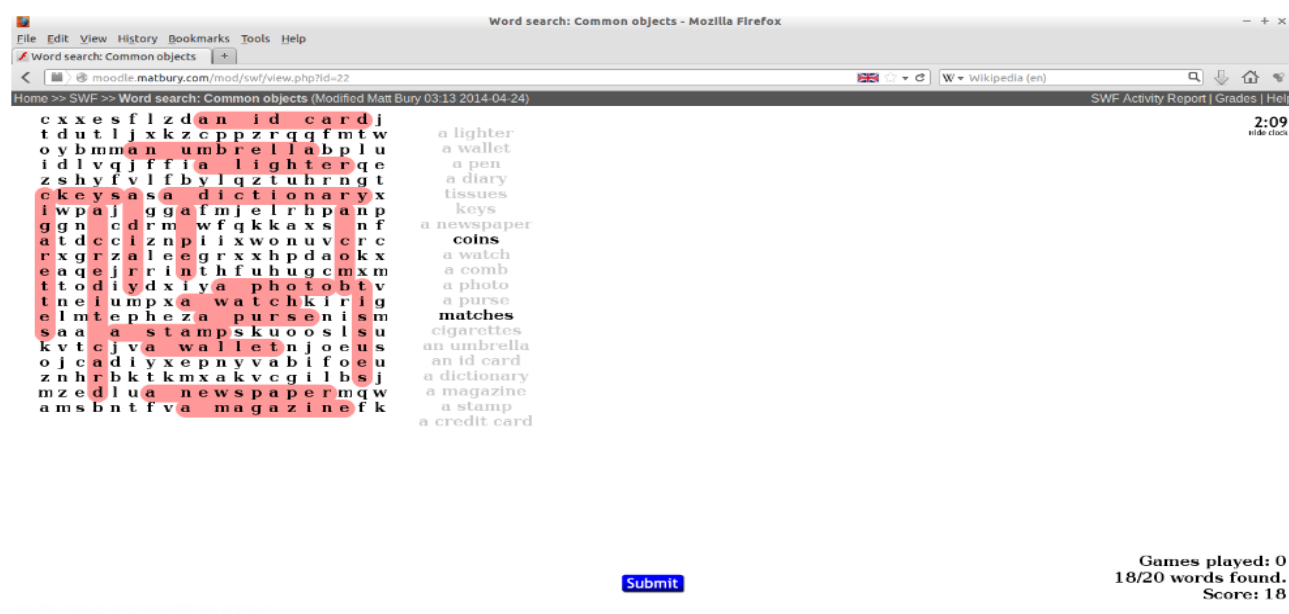 Word search: Common objects - Mozilla Firefox
File Edit View History Bookmarks Tools Help
Word search: Common objects
moodle.matbury.com/mod/swf/view.php?id=22 Wikipedia (en)
Home >> SWF >> Word search: Common objects (Modified Matt Bury 03:13 2014-04-24) SWF Activity Report | Grades | Help
2:09
Hide clock
c x x e s f l z d a n   i d   c a r d j
t d u t l j x k z c p p z r q q f m t w
o y b m m a n   u m b r e l l a b p l u
i d l v q j f f i a   l i g h t e r q e
z s h y f v l f b y l q z t u h r n g t
c k e y s a s a   d i c t i o n a r y x
i w p a j   g g a f m j e l r h p a n p
g g n   c d r m   w f q k k a x s   n f
a t d c c i z n p i i x w o n u v c r c
r x g r z a l e e g r x x h p d a o k x
e a q e j r r i n t h f u h u g c m x m
t t o d i y d x i y a   p h o t o b t v
t n e i u m p x a   w a t c h k i r i g
e l m t e p h e z a   p u r s e n i s m
s a a   a   s t a m p s k u o o s l s u
k v t c j v a   w a l l e t n j o e u s
o j c a d i y x e p n y v a b i f o e u
z n h r b k t k m x a k v c g i l b s j
m z e d l u a   n e w s p a p e r m q w
a m s b n t f v a   m a g a z i n e f k
a lighter
a wallet
a pen
a diary
tissues
keys
a newspaper
coins
a watch
a comb
a photo
a purse
matches
cigarettes
an umbrella
an id card
a dictionary
a magazine
a stamp
a credit card
Submit
Games played: 0
18/20 words found.
Score: 18